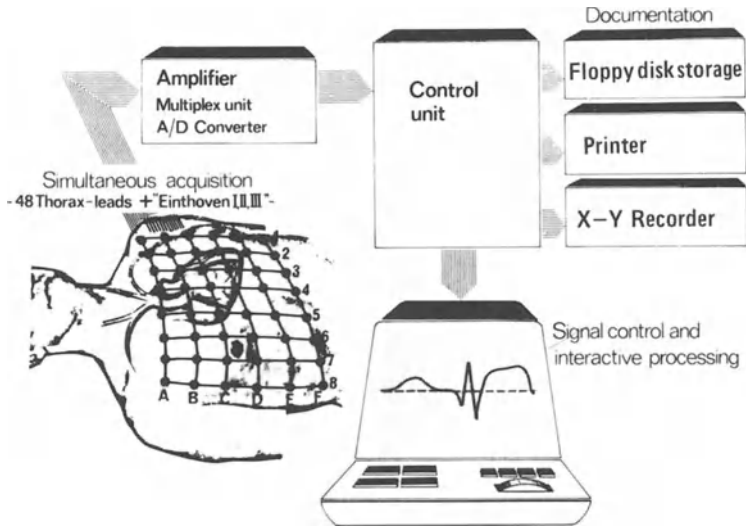 Documentation
Amplifier
Multiplex unit
A/D Converter
Control
unit
Floppy disk storage
Printer
X-Y Recorder
Simultaneous acquisition
- 48 Thorax-leads + "Einthoven I,II,III"-
1
2
3
4
5
6
7
8
A B C D E F
Signal control and
interactive processing